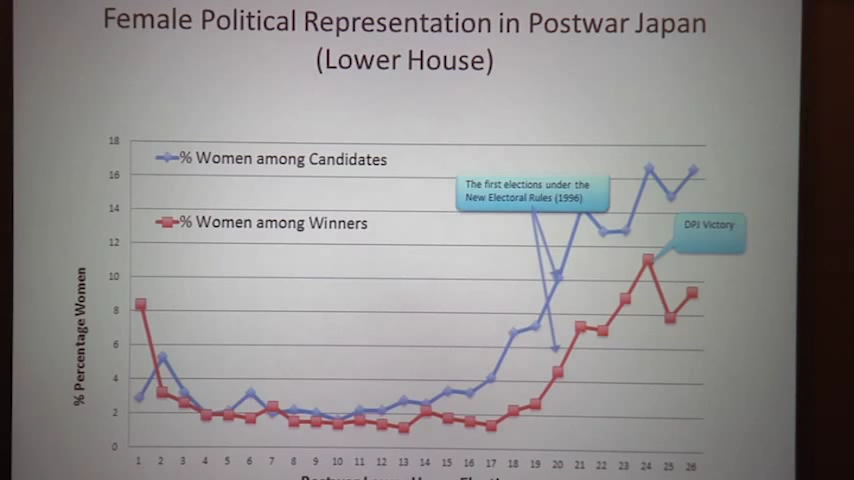 Female Political Representation in Postwar Japan
(Lower House)
18
16
14
12
10
8
6
4
2
0
% Percentage Women
% Women among Candidates
% Women among Winners
The first elections under the
New Electoral Rules (1996)
DPJ Victory
1 2 3 4 5 6 7 8 9 10 11 12 13 14 15 16 17 18 19 20 21 22 23 24 25 26